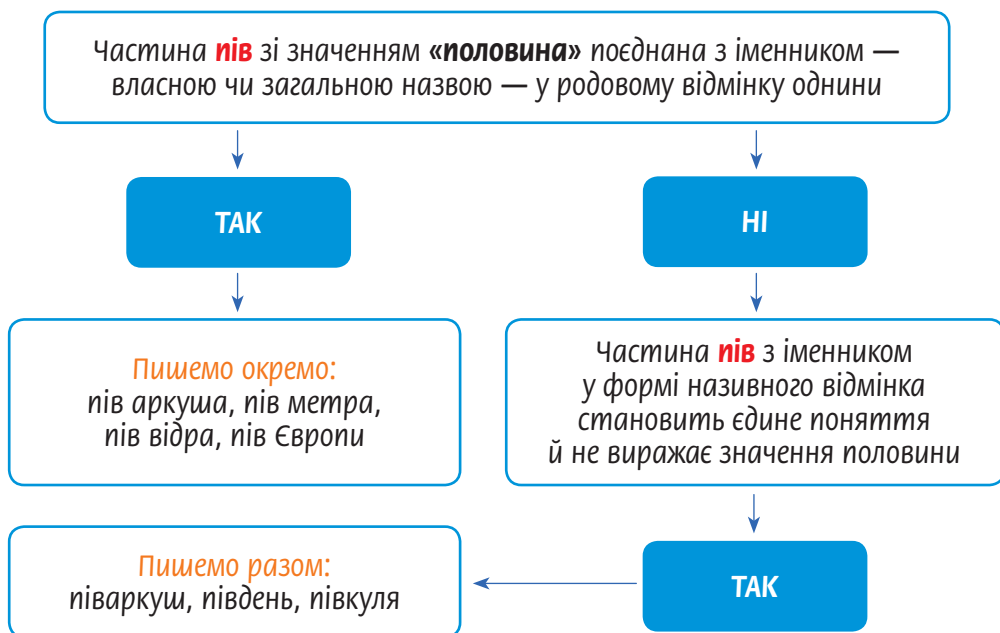 Частина пів зі значенням «половина» поєднана з іменником —
власною чи загальною назвою — у родовому відмінку однини
ТАК
НІ
Пишемо окремо:
пів аркуша, пів метра,
пів відра, пів Європи
Частина пів з іменником
у формі називного відмінка
становить єдине поняття
й не виражає значення половини
Пишемо разом:
піваркуш, південь, півкуля
ТАК